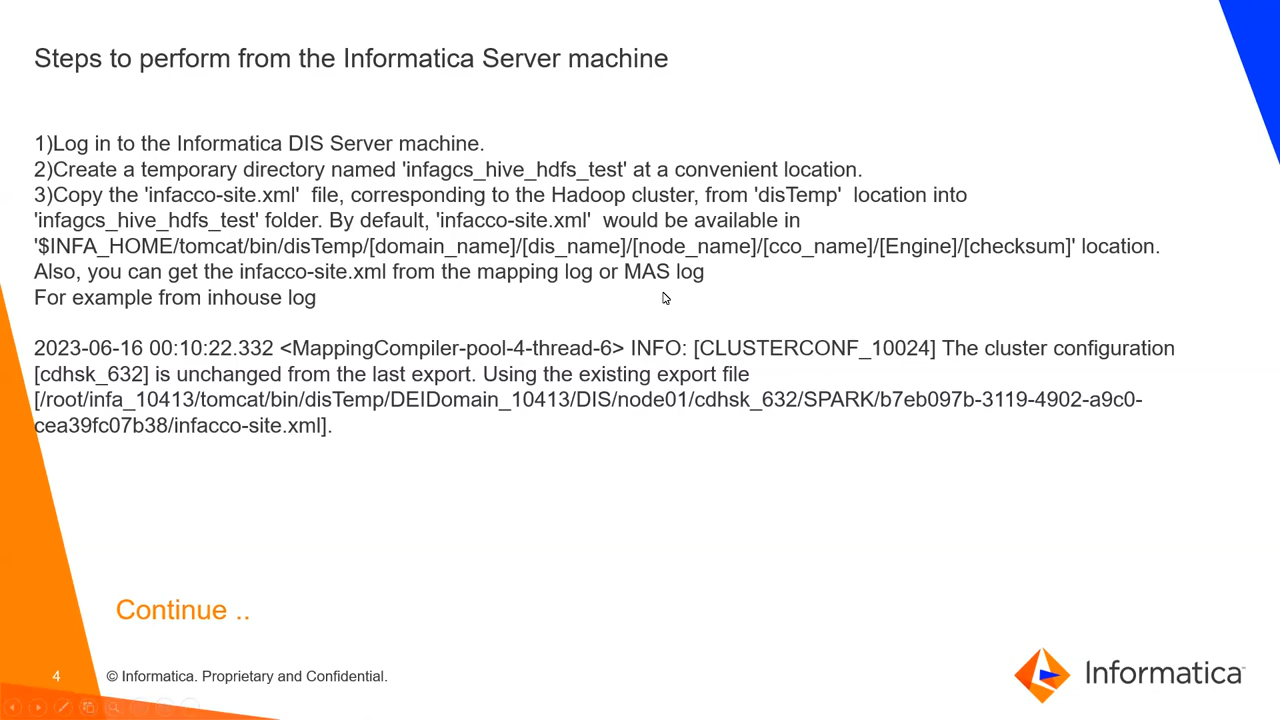 Steps to perform from the Informatica Server machine
1)Log in to the Informatica DIS Server machine.
2)Create a temporary directory named 'infagcs_hive_hdfs_test' at a convenient location.
3)Copy the 'infacco-site.xml'  file, corresponding to the Hadoop cluster, from 'disTemp'  location into
'infagcs_hive_hdfs_test' folder. By default, 'infacco-site.xml'  would be available in
'$INFA_HOME/tomcat/bin/disTemp/[domain_name]/[dis_name]/[node_name]/[cco_name]/[Engine]/[checksum]' location.
Also, you can get the infacco-site.xml from the mapping log or MAS log
For example from inhouse log
2023-06-16 00:10:22.332 <MappingCompiler-pool-4-thread-6> INFO: [CLUSTERCONF_10024] The cluster configuration
[cdhsk_632] is unchanged from the last export. Using the existing export file
[/root/infa_10413/tomcat/bin/disTemp/DEIDomain_10413/DIS/node01/cdhsk_632/SPARK/b7eb097b-3119-4902-a9c0-
cea39fc07b38/infacco-site.xml].
Continue ..
4
© Informatica. Proprietary and Confidential.
Informatica